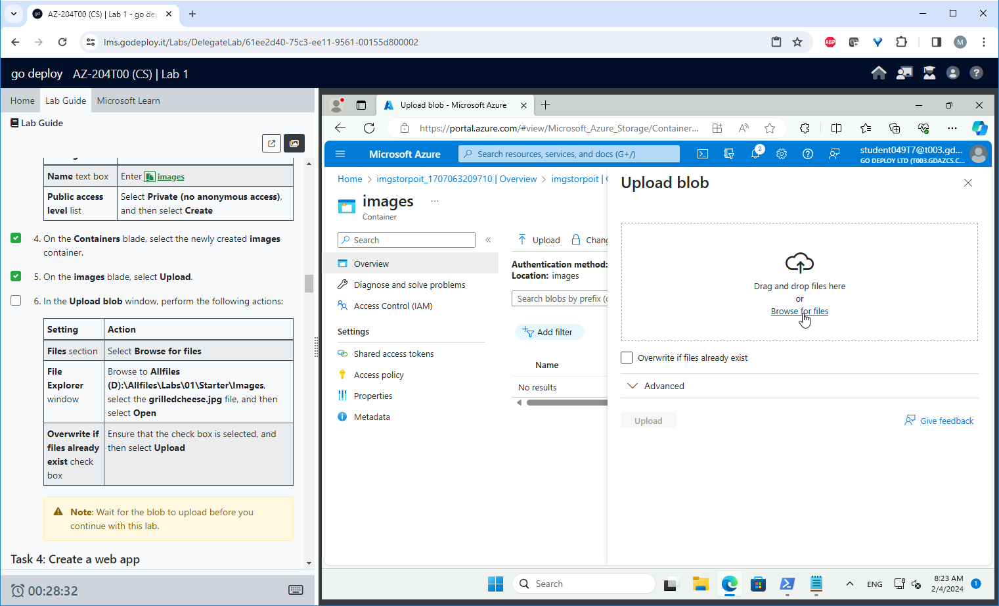 AZ-204T00 (CS) | Lab 1 - go de
lms.godeploy.it/Labs/DelegateLab/61ee2d40-75c3-ee11-9561-00155d800002
ABP
M
go deploy AZ-204T00 (CS) | Lab 1
Home
Lab Guide
Microsoft Learn
Lab Guide
Name text box
Enter images
Public access level list
Select Private (no anonymous access), and then select Create
4. On the Containers blade, select the newly created images
container.
5. On the images blade, select Upload.
6. In the Upload blob window, perform the following actions:
Setting
Action
Files section
Select Browse for files
File
Explorer
window
Browse to Allfiles
(D):\Allfiles\Labs\01\Starter\Images,
select the grilledcheese.jpg file, and then
select Open
Overwrite if
files already
exist check
box
Ensure that the check box is selected, and
then select Upload
Note: Wait for the blob to upload before you
continue with this lab.
Task 4: Create a web app
00:28:32
Upload blob - Microsoft Azure
https://portal.azure.com/#view/Microsoft_Azure_Storage/Container...
Microsoft Azure
Search resources, services, and docs (G+/)
2
student049T7@t003.gd...
GO DEPLOY LTD (T003.GDAZCS.C...
Home > imgstorpoit_1707063209710 | Overview > imgstorpoit |
images
...
Container
Search
«
Overview
Diagnose and solve problems
Access Control (IAM)
Settings
Shared access tokens
Access policy
Properties
Metadata
Upload
Chang
Authentication method:
Location: images
Search blobs by prefix (c
Add filter
Name
No results
Upload blob
Drag and drop files here
or
Browse for files
Overwrite if files already exist
Advanced
Upload
Give feedback
Search
ENG
8:23 AM
2/4/2024
1